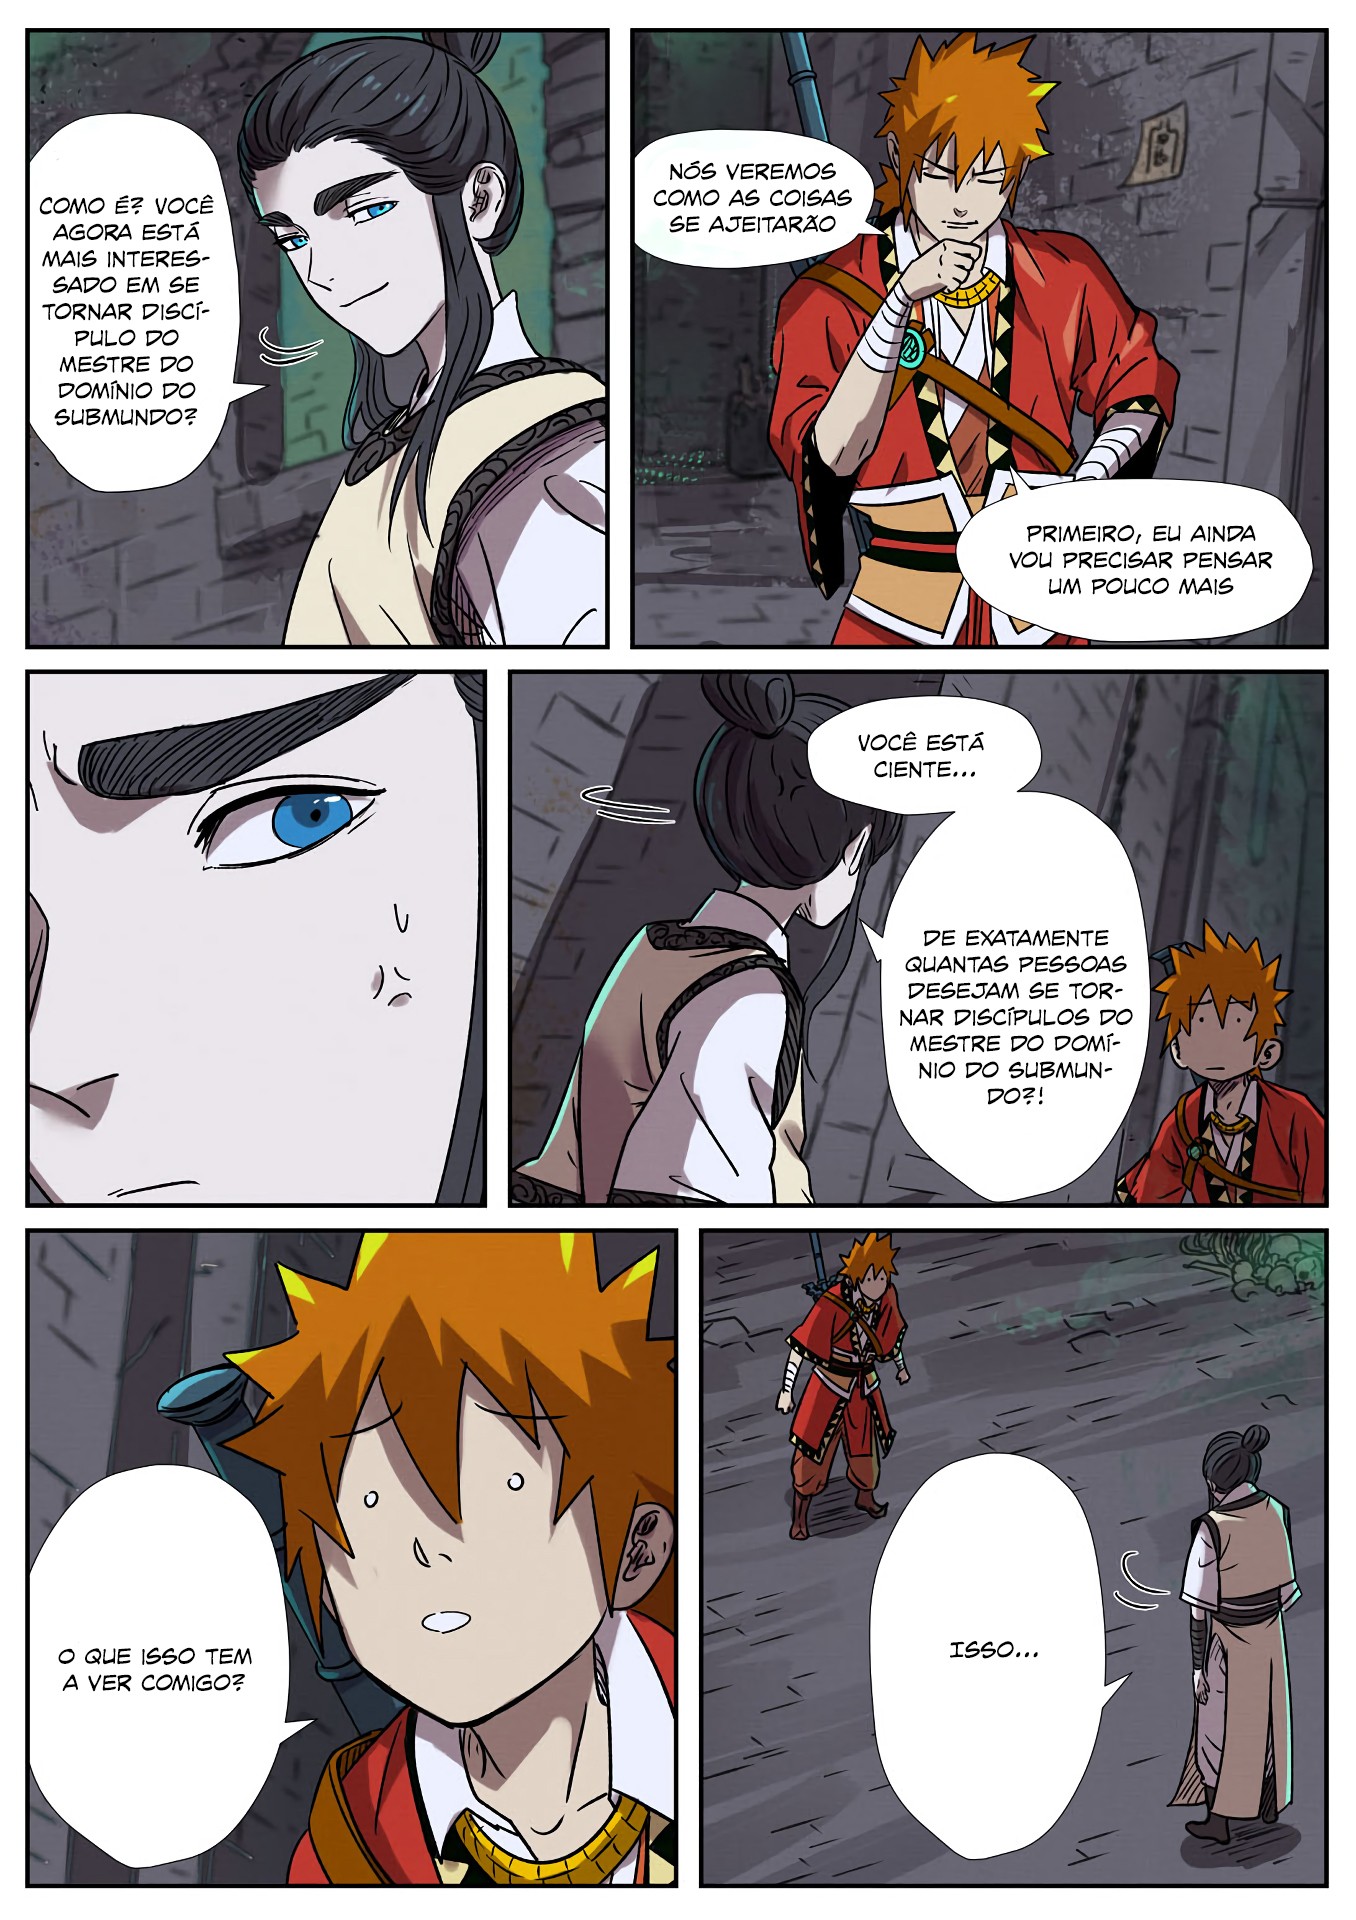 COMO É? VOCÊ
AGORA ESTÁ
MAIS INTERES-
SADO EM SE
TORNAR DISCÍ-
PULO DO
MESTRE DO
DOMÍNIO DO
SUBMUNDO?
NÓS VEREMOS
COMO AS COISAS
SE AJEITARÃO
PRIMEIRO, EU AINDA
VOU PRECISAR PENSAR
UM POUCO MAIS
VOCÊ ESTÁ
CIENTE...
DE EXATAMENTE
QUANTAS PESSOAS
DESEJAM SE TOR-
NAR DISCÍPULOS DO
MESTRE DO DOMÍ-
NIO DO SUBMUN-
DO?!
O QUE ISSO TEM
A VER COMIGO?
ISSO...